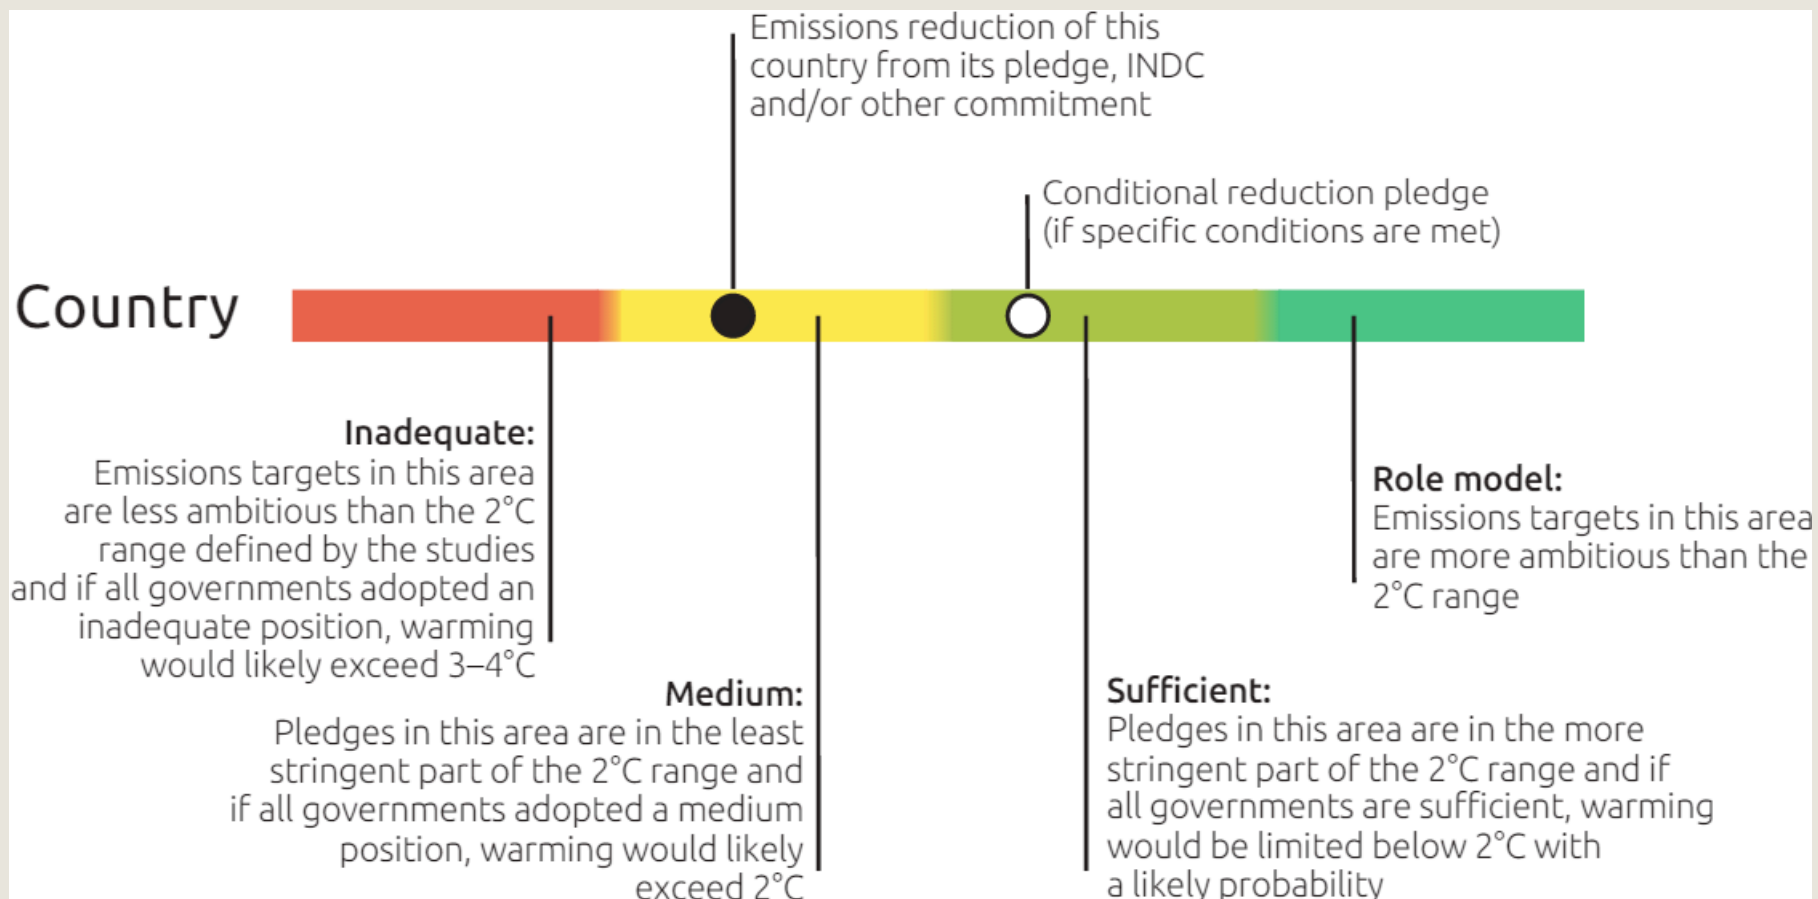 Emissions reduction of this
country from its pledge, INDC
and/or other commitment
Conditional reduction pledge
(if specific conditions are met)
Country
Inadequate:
Emissions targets in this area
are less ambitious than the 2°C
range defined by the studies
and if all governments adopted an
inadequate position, warming
would likely exceed 3–4°C
Role model:
Emissions targets in this area
are more ambitious than the
2°C range
Medium:
Pledges in this area are in the least
stringent part of the 2°C range and
if all governments adopted a medium
position, warming would likely
exceed 2°C
Sufficient:
Pledges in this area are in the more
stringent part of the 2°C range and if
all governments are sufficient, warming
would be limited below 2°C with
a likely probability